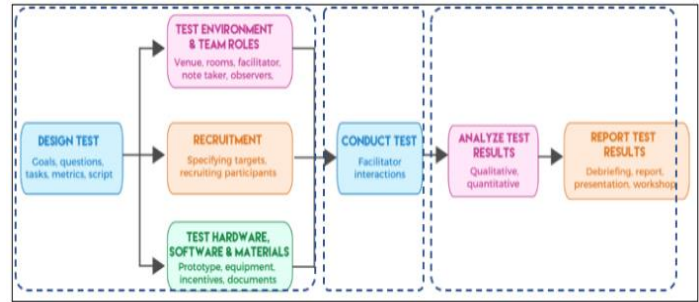 DESIGN TEST
Goals, questions,
tasks, metrics, script
TEST ENVIRONMENT
& TEAM ROLES
Venue, rooms, facilitator,
note taker, observers,
RECRUITMENT
Specifying targets,
recruiting participants
TEST HARDWARE,
SOFTWARE & MATERIALS
Prototype, equipment,
incentives, documents
CONDUCT TEST
Facilitator
interactions
ANALYZE TEST
RESULTS
Qualitative,
quantitative
REPORT TEST
RESULTS
Debriefing, report,
presentation, workshop